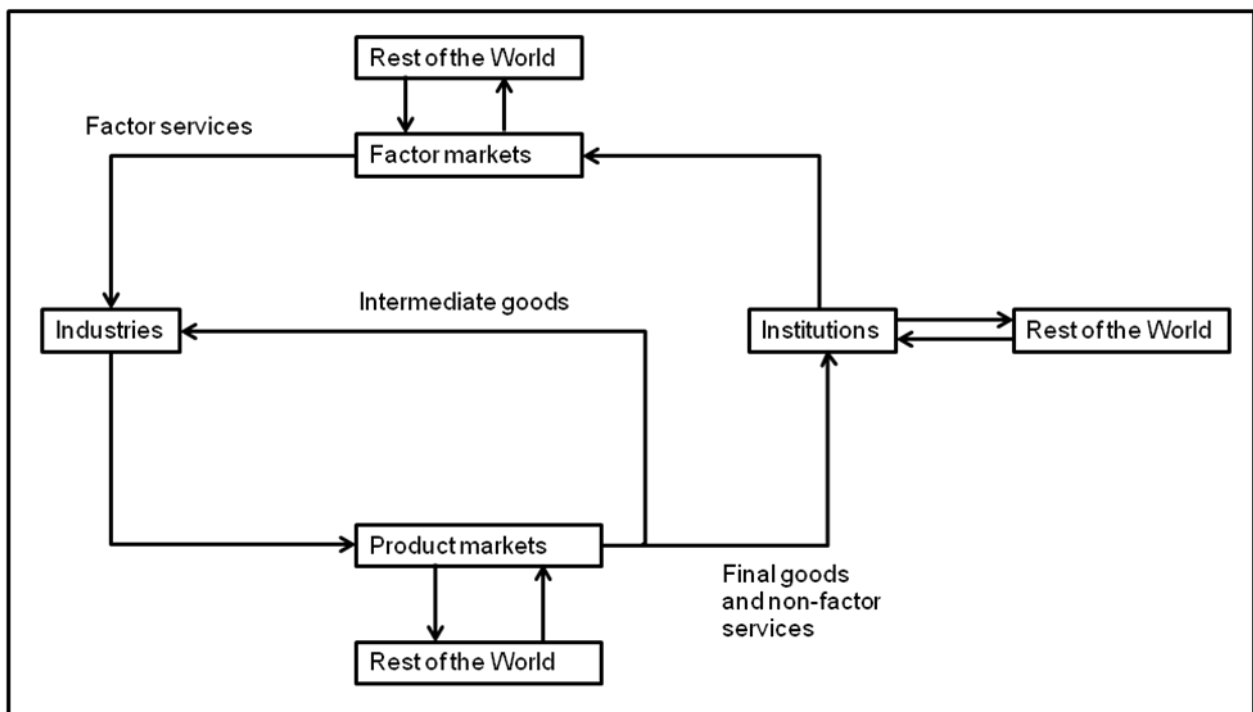 Rest of the World
Factor services
Factor markets
Intermediate goods
Industries
Institutions
Rest of the World
Product markets
Final goods
and non-factor
services
Rest of the World